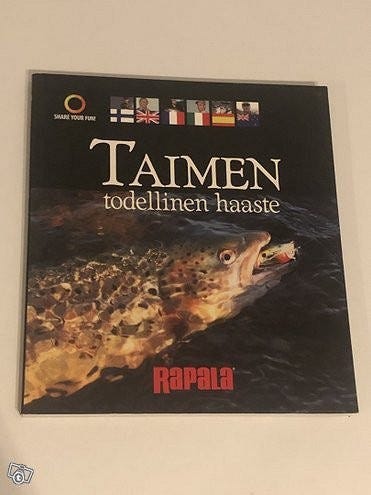 SHARE YOUR FUN!
TAIMEN
todellinen haaste
RAPALA